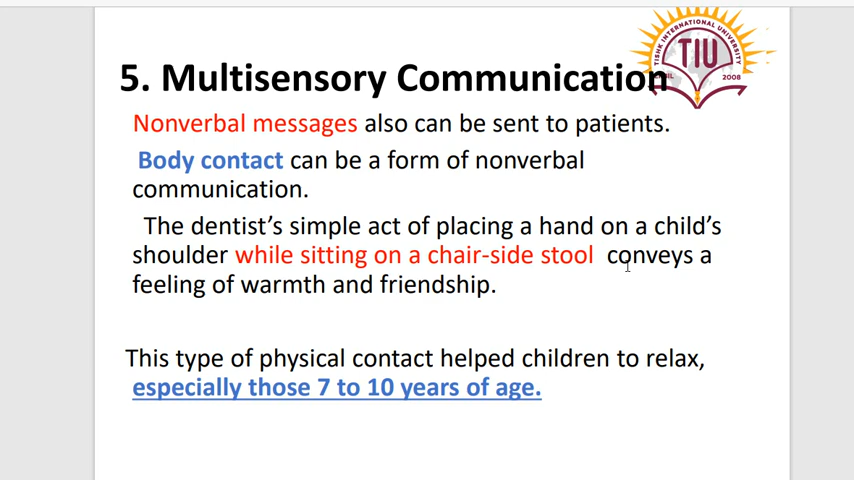 TISHK INTERNATIONAL UNIVERSITY
TIU
2008
5. Multisensory Communication
Nonverbal messages also can be sent to patients.
Body contact can be a form of nonverbal
communication.
The dentist’s simple act of placing a hand on a child’s
shoulder while sitting on a chair-side stool conveys a
feeling of warmth and friendship.
This type of physical contact helped children to relax,
especially those 7 to 10 years of age.